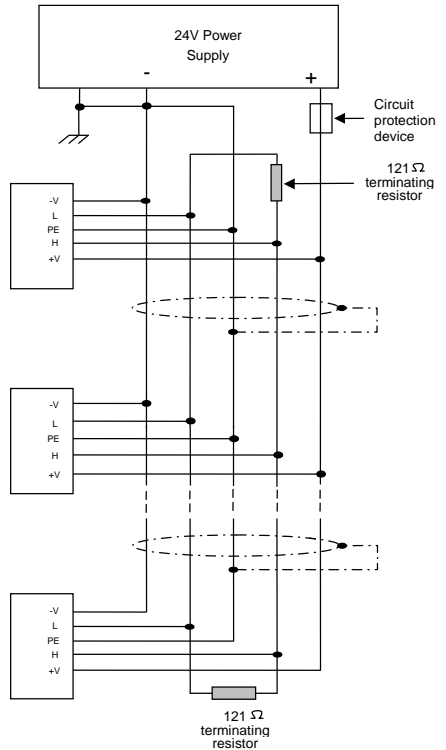 24V Power
Supply
-
+
Circuit
protection
device
121 Ω
terminating
resistor
-V
L
PE
H
+V
-V
L
PE
H
+V
-V
L
PE
H
+V
121 Ω
terminating
resistor